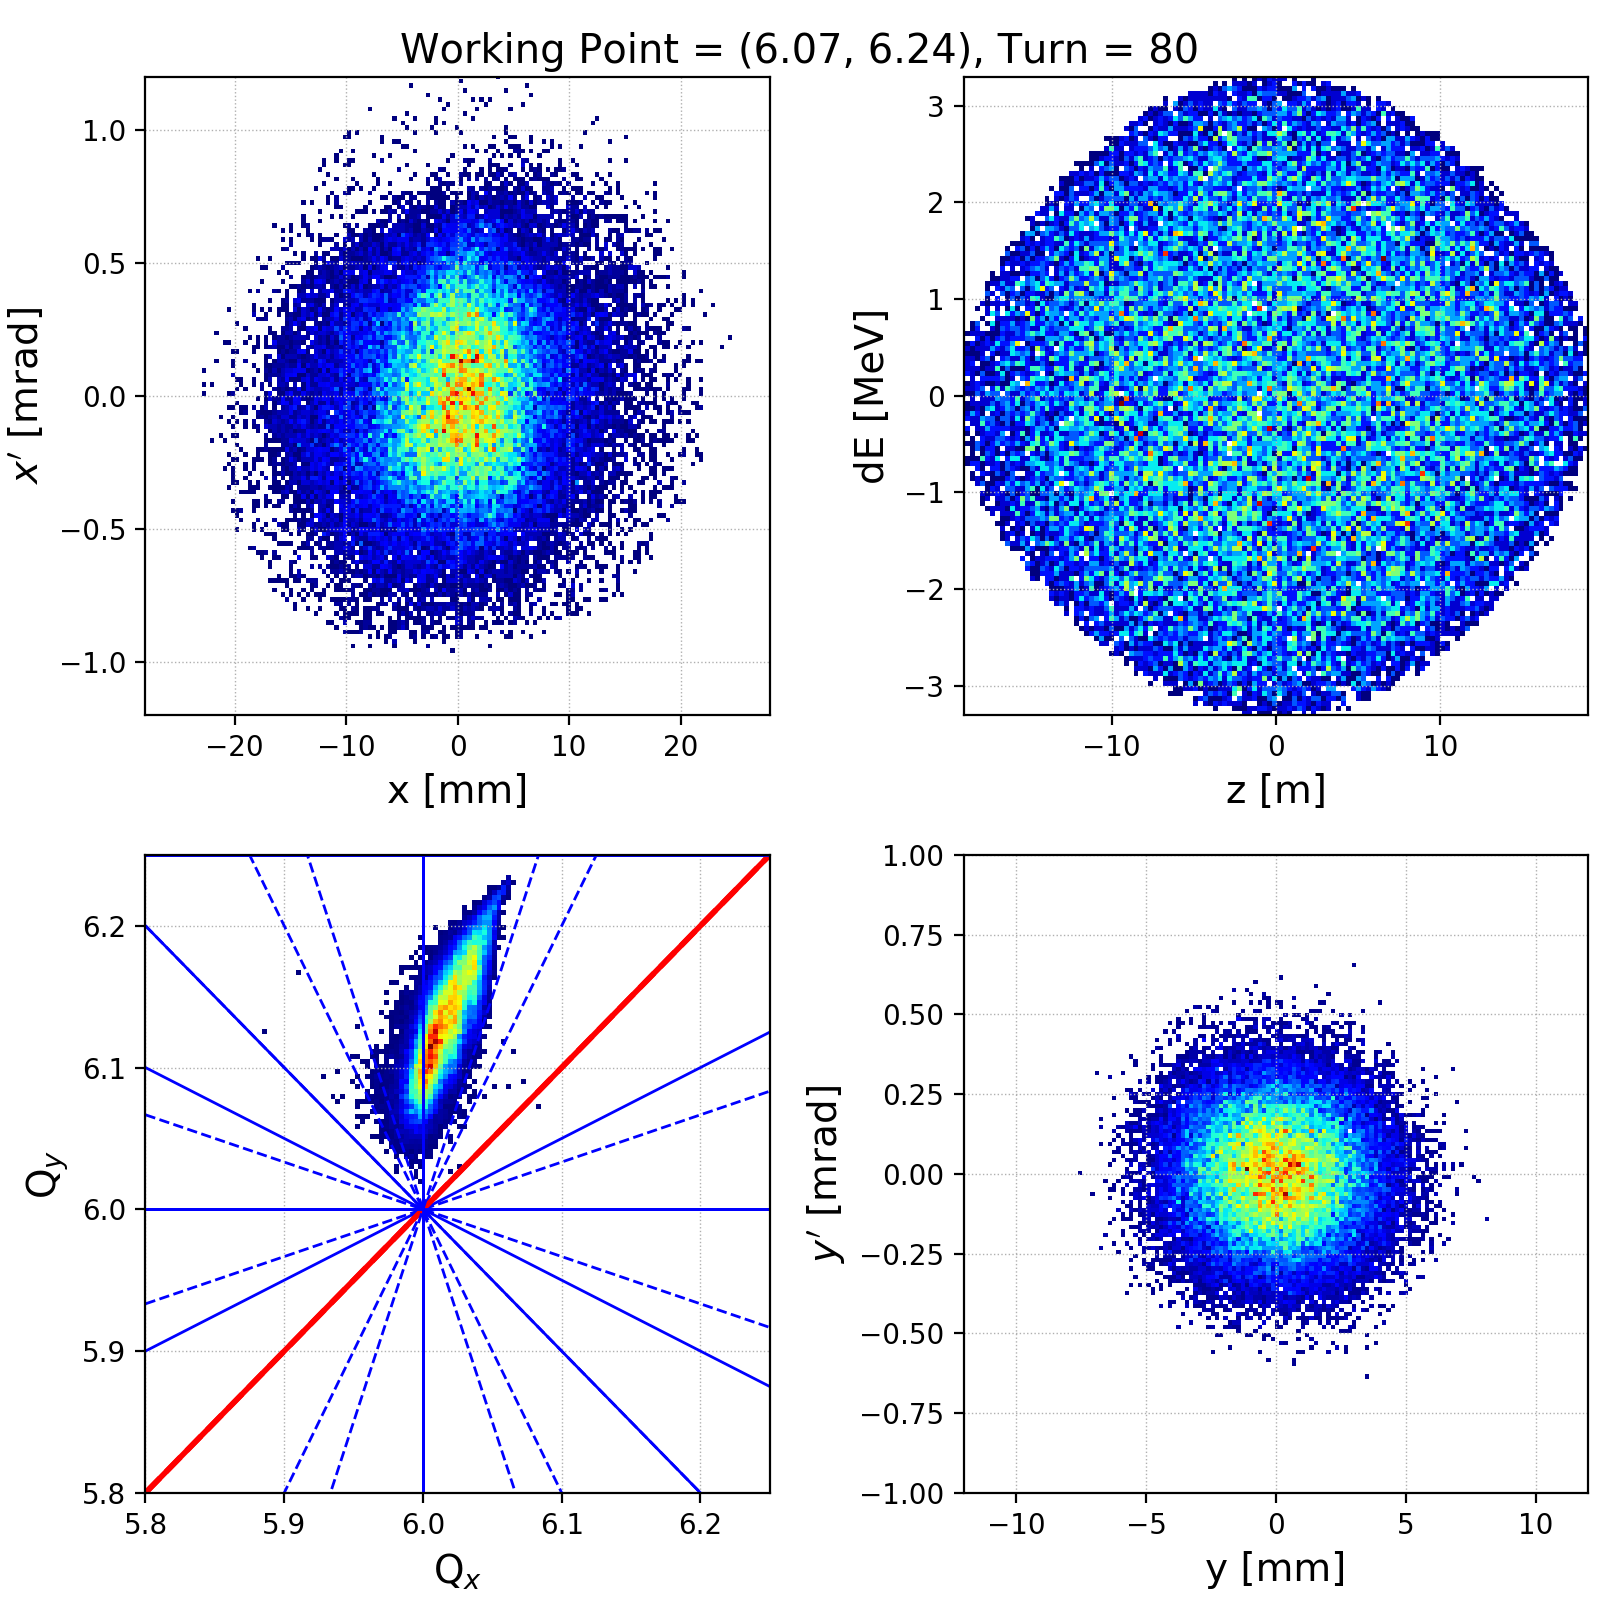 Working Point = (6.07, 6.24), Turn = 80
1.0
0.5
0.0
−0.5
−1.0
x′ [mrad]
−20 −10 0 10 20
x [mm]
3
2
1
0
−1
−2
−3
dE [MeV]
−10 0 10
z [m]
6.2
6.1
6.0
5.9
5.8
Qy
5.8 5.9 6.0 6.1 6.2
Qx
1.00
0.75
0.50
0.25
0.00
−0.25
−0.50
−0.75
−1.00
y′ [mrad]
−10 −5 0 5 10
y [mm]